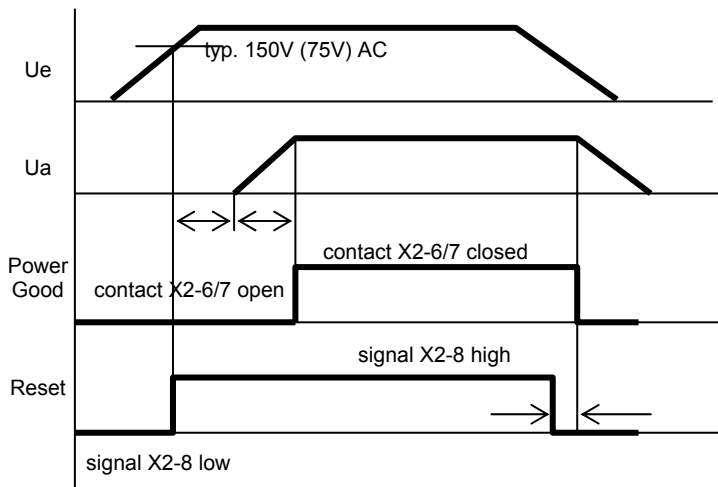 typ. 150V (75V) AC
Ue
Ua
contact X2-6/7 closed
Power
Good
contact X2-6/7 open
signal X2-8 high
Reset
signal X2-8 low